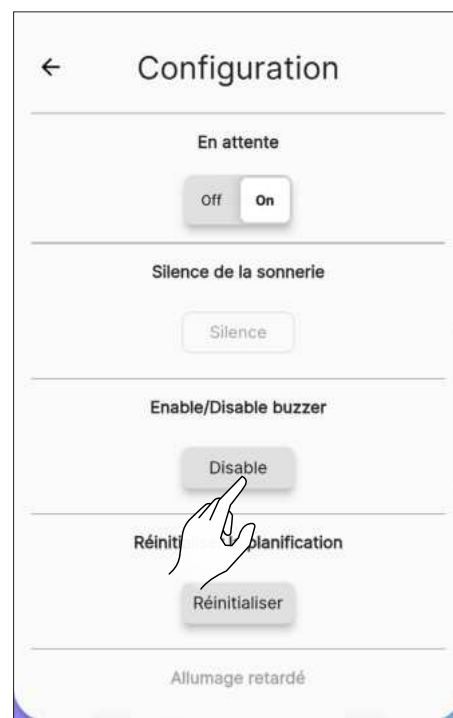 ←
Configuration
En attente
Off On
Silence de la sonnerie
Silence
Enable/Disable buzzer
Disable
planification
Réinitialiser
Allumage retardé